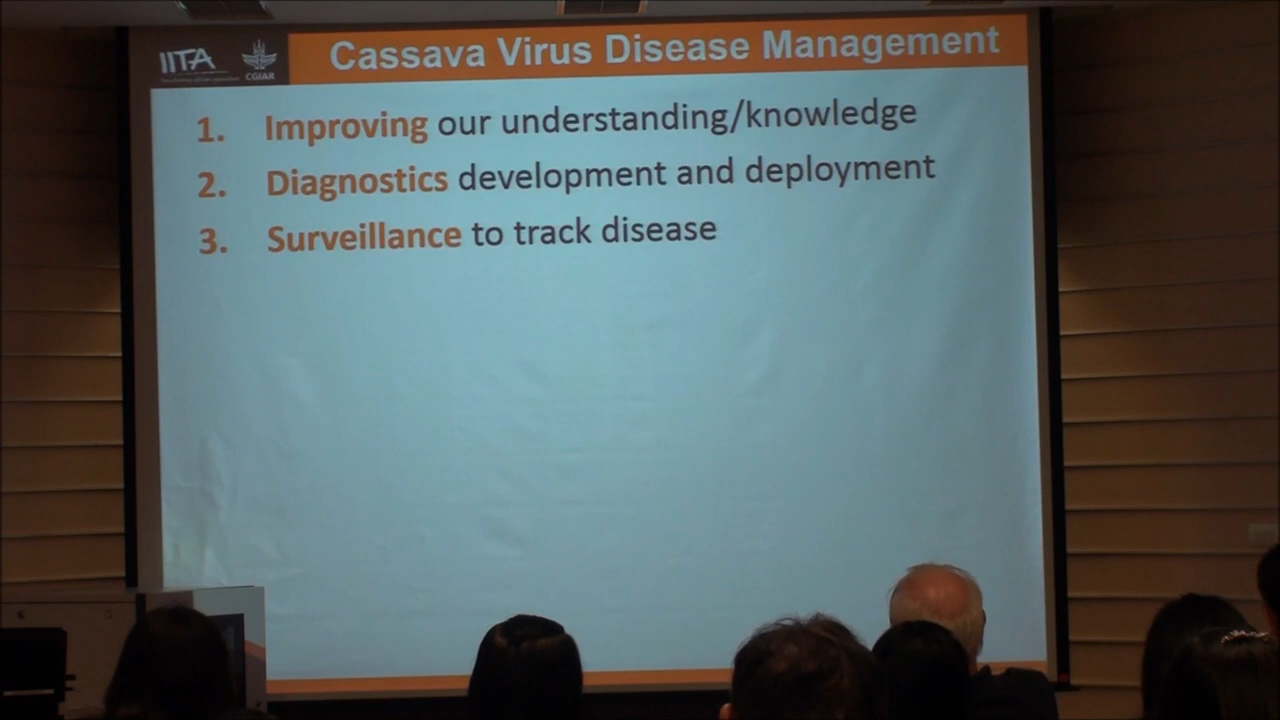 IITA
CGIAR
Cassava Virus Disease Management
1. Improving our understanding/knowledge
2. Diagnostics development and deployment
3. Surveillance to track disease